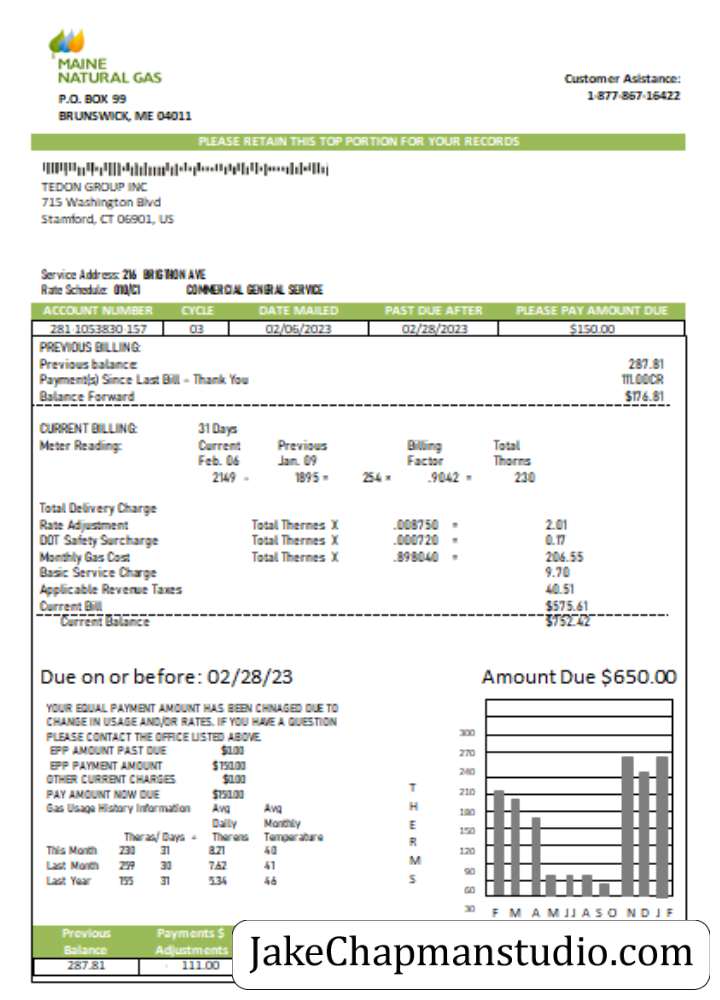 MAINE
NATURAL GAS
P.O. BOX 99
BRUNSWICK, ME 04011
Customer Asistance:
1-877-867-16422
PLEASE RETAIN THIS TOP PORTION FOR YOUR RECORDS
TEDON GROUP INC
715 Washington Blvd
Stamford, CT 06901, US
Service Address: 216 BRIGTHON AVE
Rate Schedule: 010/C1 COMMERCIAL GENERAL SERVICE
ACCOUNT NUMBER CYCLE DATE MAILED PAST DUE AFTER PLEASE PAY AMOUNT DUE
281 1053830 157 03 02/06/2023 02/28/2023 $150.00
PREVIOUS BILLING:
Previous balance 287.81
Payment(s) Since Last Bill - Thank You 111.00CR
Balance Forward $176.81
CURRENT BILLING: 31 Days
Meter Reading: Current Previous Billing Total
Feb. 06 Jan. 09 Factor Thorns
2149 - 1895 = 254 × .9042 = 230
Total Delivery Charge
Rate Adjustment Total Thernes X .008750 = 2.01
DOT Safety Surcharge Total Thernes X .000720 = 0.17
Monthly Gas Cost Total Thernes X .898040 = 206.55
Basic Service Charge 9.70
Applicable Revenue Taxes 40.51
Current Bill $575.61
Current Balance $752.42
Due on or before: 02/28/23 Amount Due $650.00
YOUR EQUAL PAYMENT AMOUNT HAS BEEN CHNAGED DUE TO
CHANGE IN USAGE AND/OR RATES. IF YOU HAVE A QUESTION
PLEASE CONTACT THE OFFICE LISTED ABOVE.
EPP AMOUNT PAST DUE $0.00
EPP PAYMENT AMOUNT $150.00
OTHER CURRENT CHARGES $0.00
PAY AMOUNT NOW DUE $150.00
Gas Usage History Information Avg Avg
Daily Monthly
Theras/ Days = Therens Temperature
This Month 230 31 8.21 40
Last Month 259 30 7.62 41
Last Year 155 31 5.34 46
T
H
E
R
M
S
300
270
240
210
180
150
120
90
60
30
F M A M J J A S O N D J F
Previous Payments $
Balance Adjustments
287.81 - 111.00
JakeChapmanstudio.com